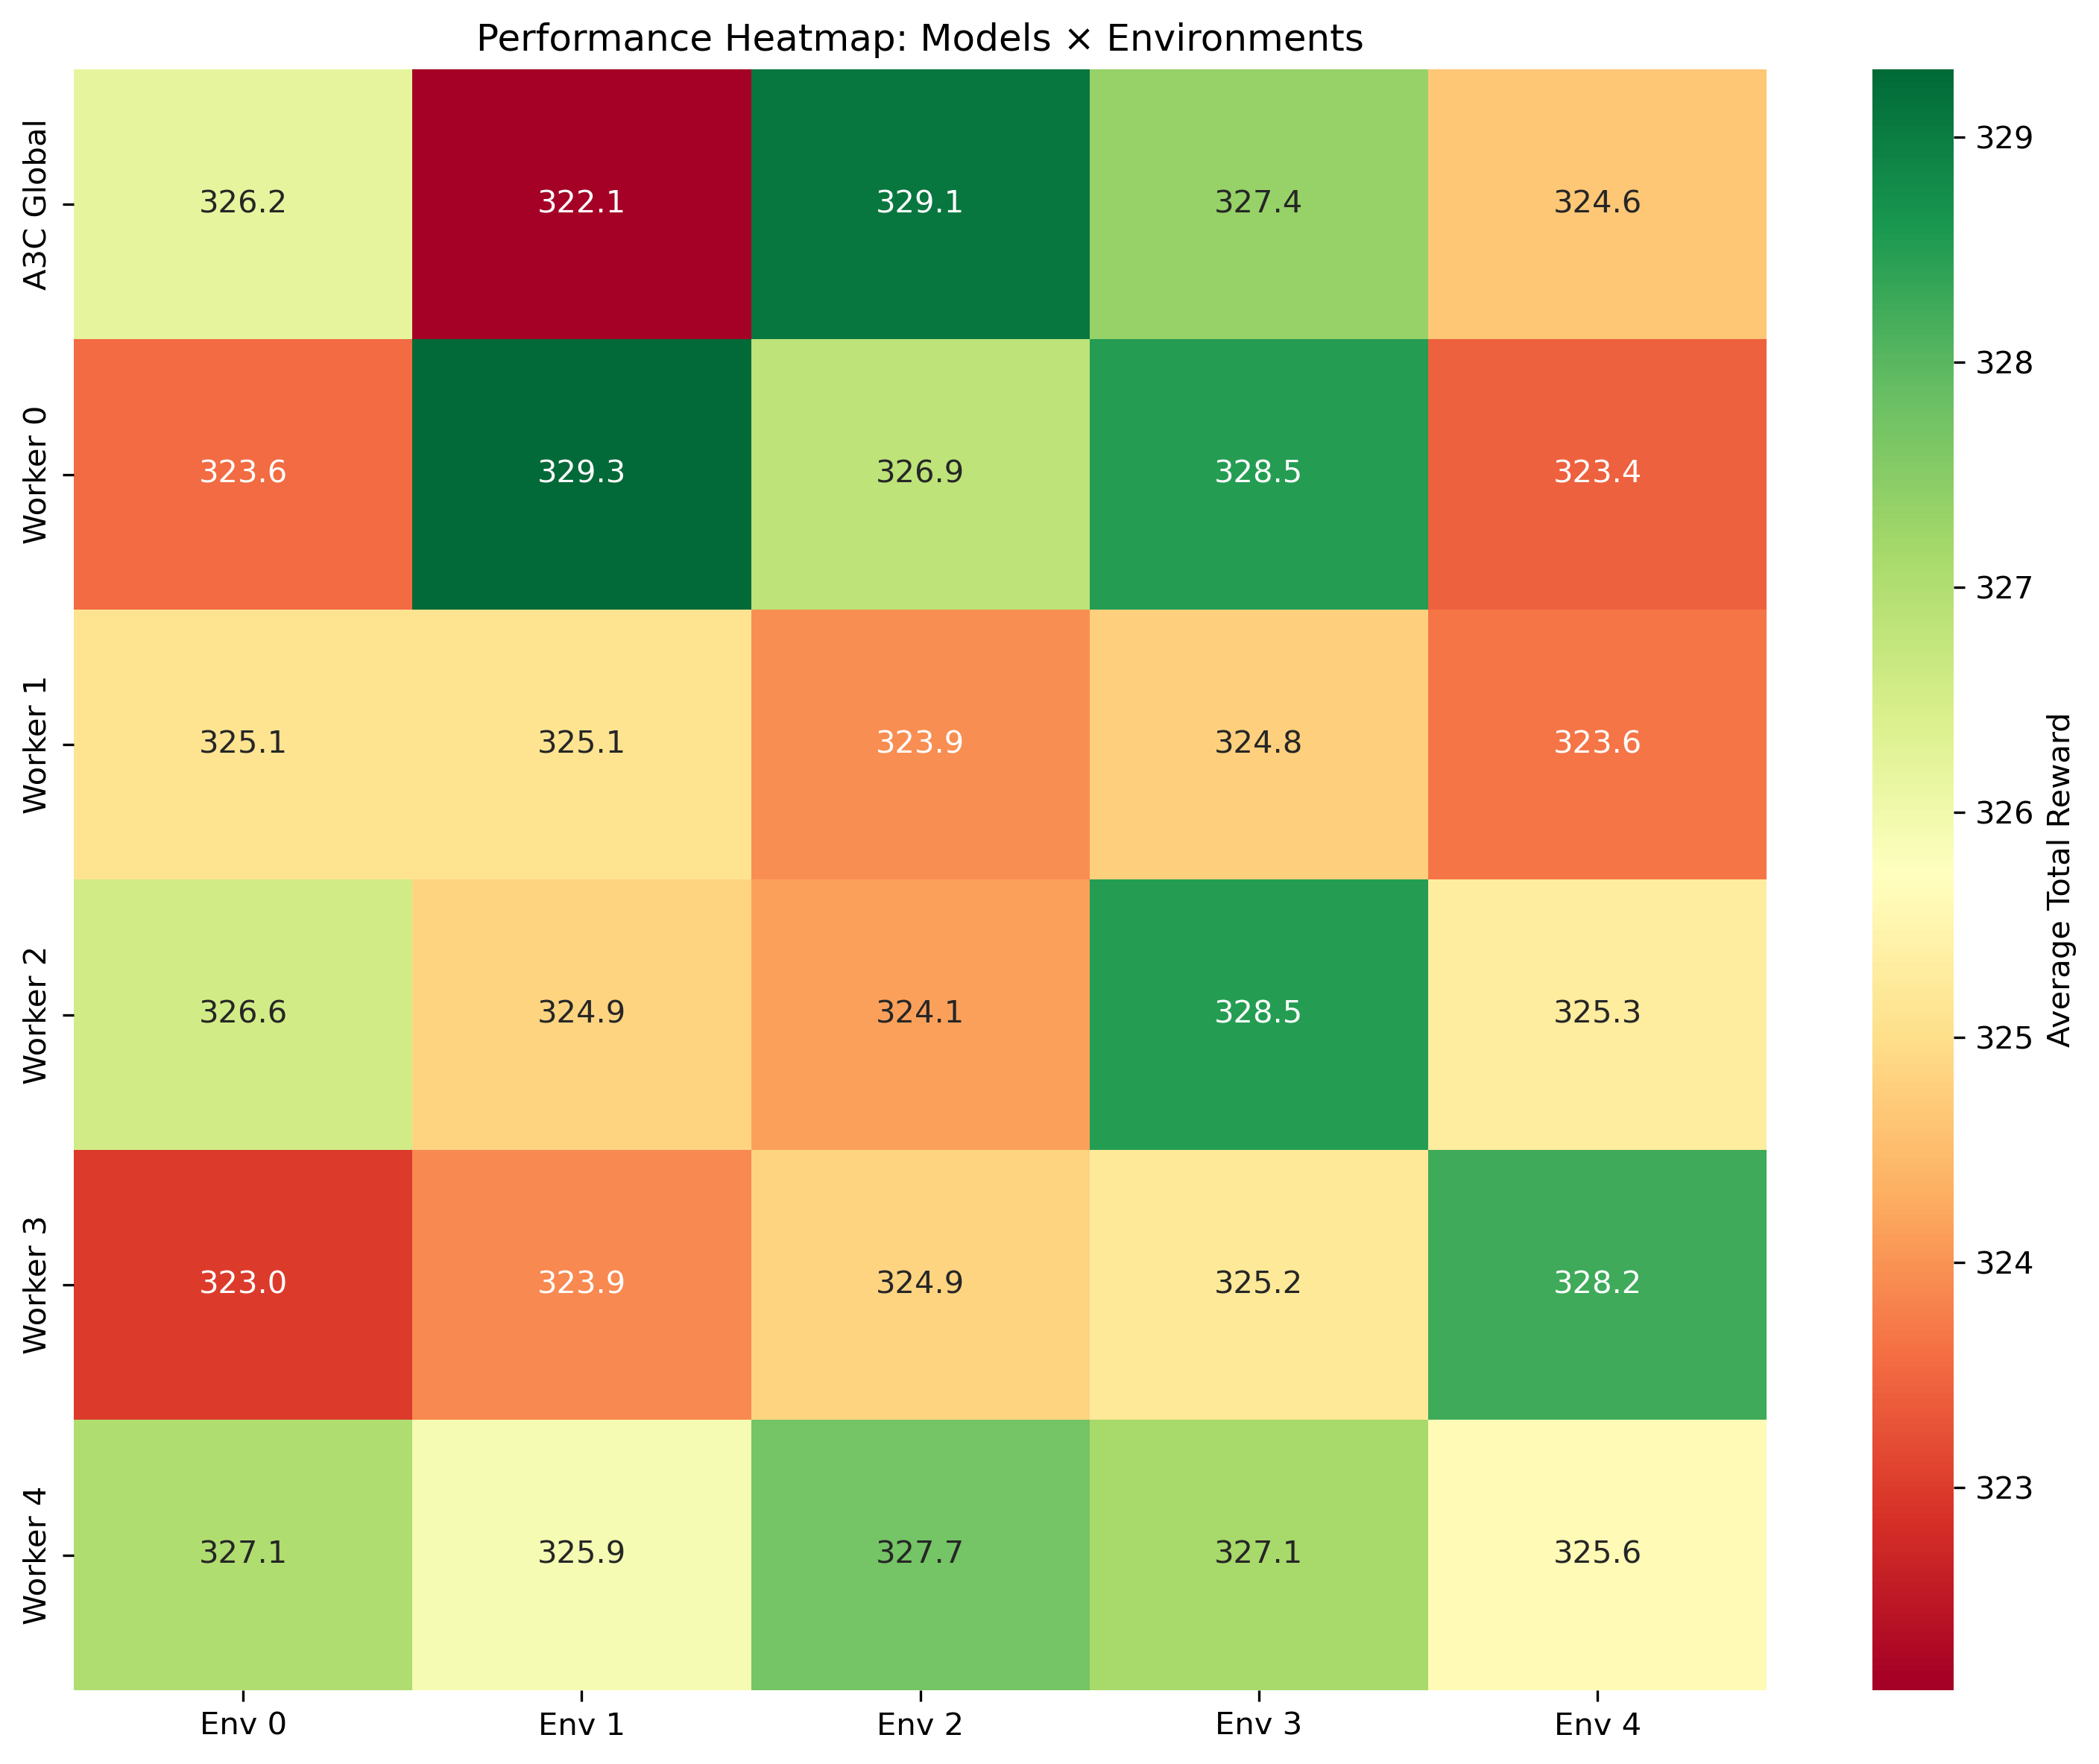 Performance Heatmap: Models × Environments
A3C Global
326.2 322.1 329.1 327.4 324.6
Worker 0
323.6 329.3 326.9 328.5 323.4
Worker 1
325.1 325.1 323.9 324.8 323.6
Worker 2
326.6 324.9 324.1 328.5 325.3
Worker 3
323.0 323.9 324.9 325.2 328.2
Worker 4
327.1 325.9 327.7 327.1 325.6
Env 0 Env 1 Env 2 Env 3 Env 4
329
328
327
326
325
324
323
Average Total Reward